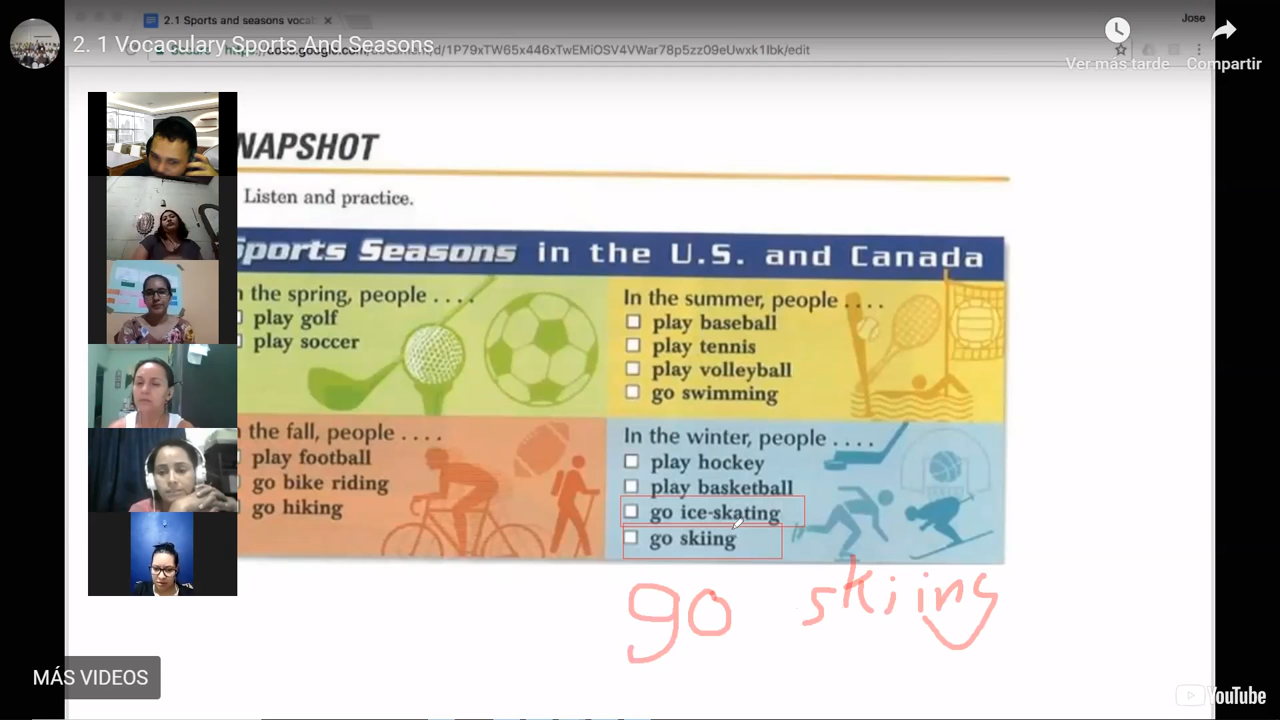 2.1 Sports and seasons vocab
Jose
2. 1 Vocaculary Sports And Seasons
1P79xTW65x446xTwEMiOSV4VWar78p5zz09eUwxk1Ibk/edit
Ver más tarde
Compartir
NAPSHOT
Listen and practice.
Sports Seasons in the U.S. and Canada
n the spring, people . . . .
play golf
play soccer
In the summer, people . . . .
play baseball
play tennis
play volleyball
go swimming
n the fall, people . . . .
play football
go bike riding
go hiking
In the winter, people . . . .
play hockey
play basketball
go ice-skating
go skiing
go skiing
MÁS VIDEOS
YouTube